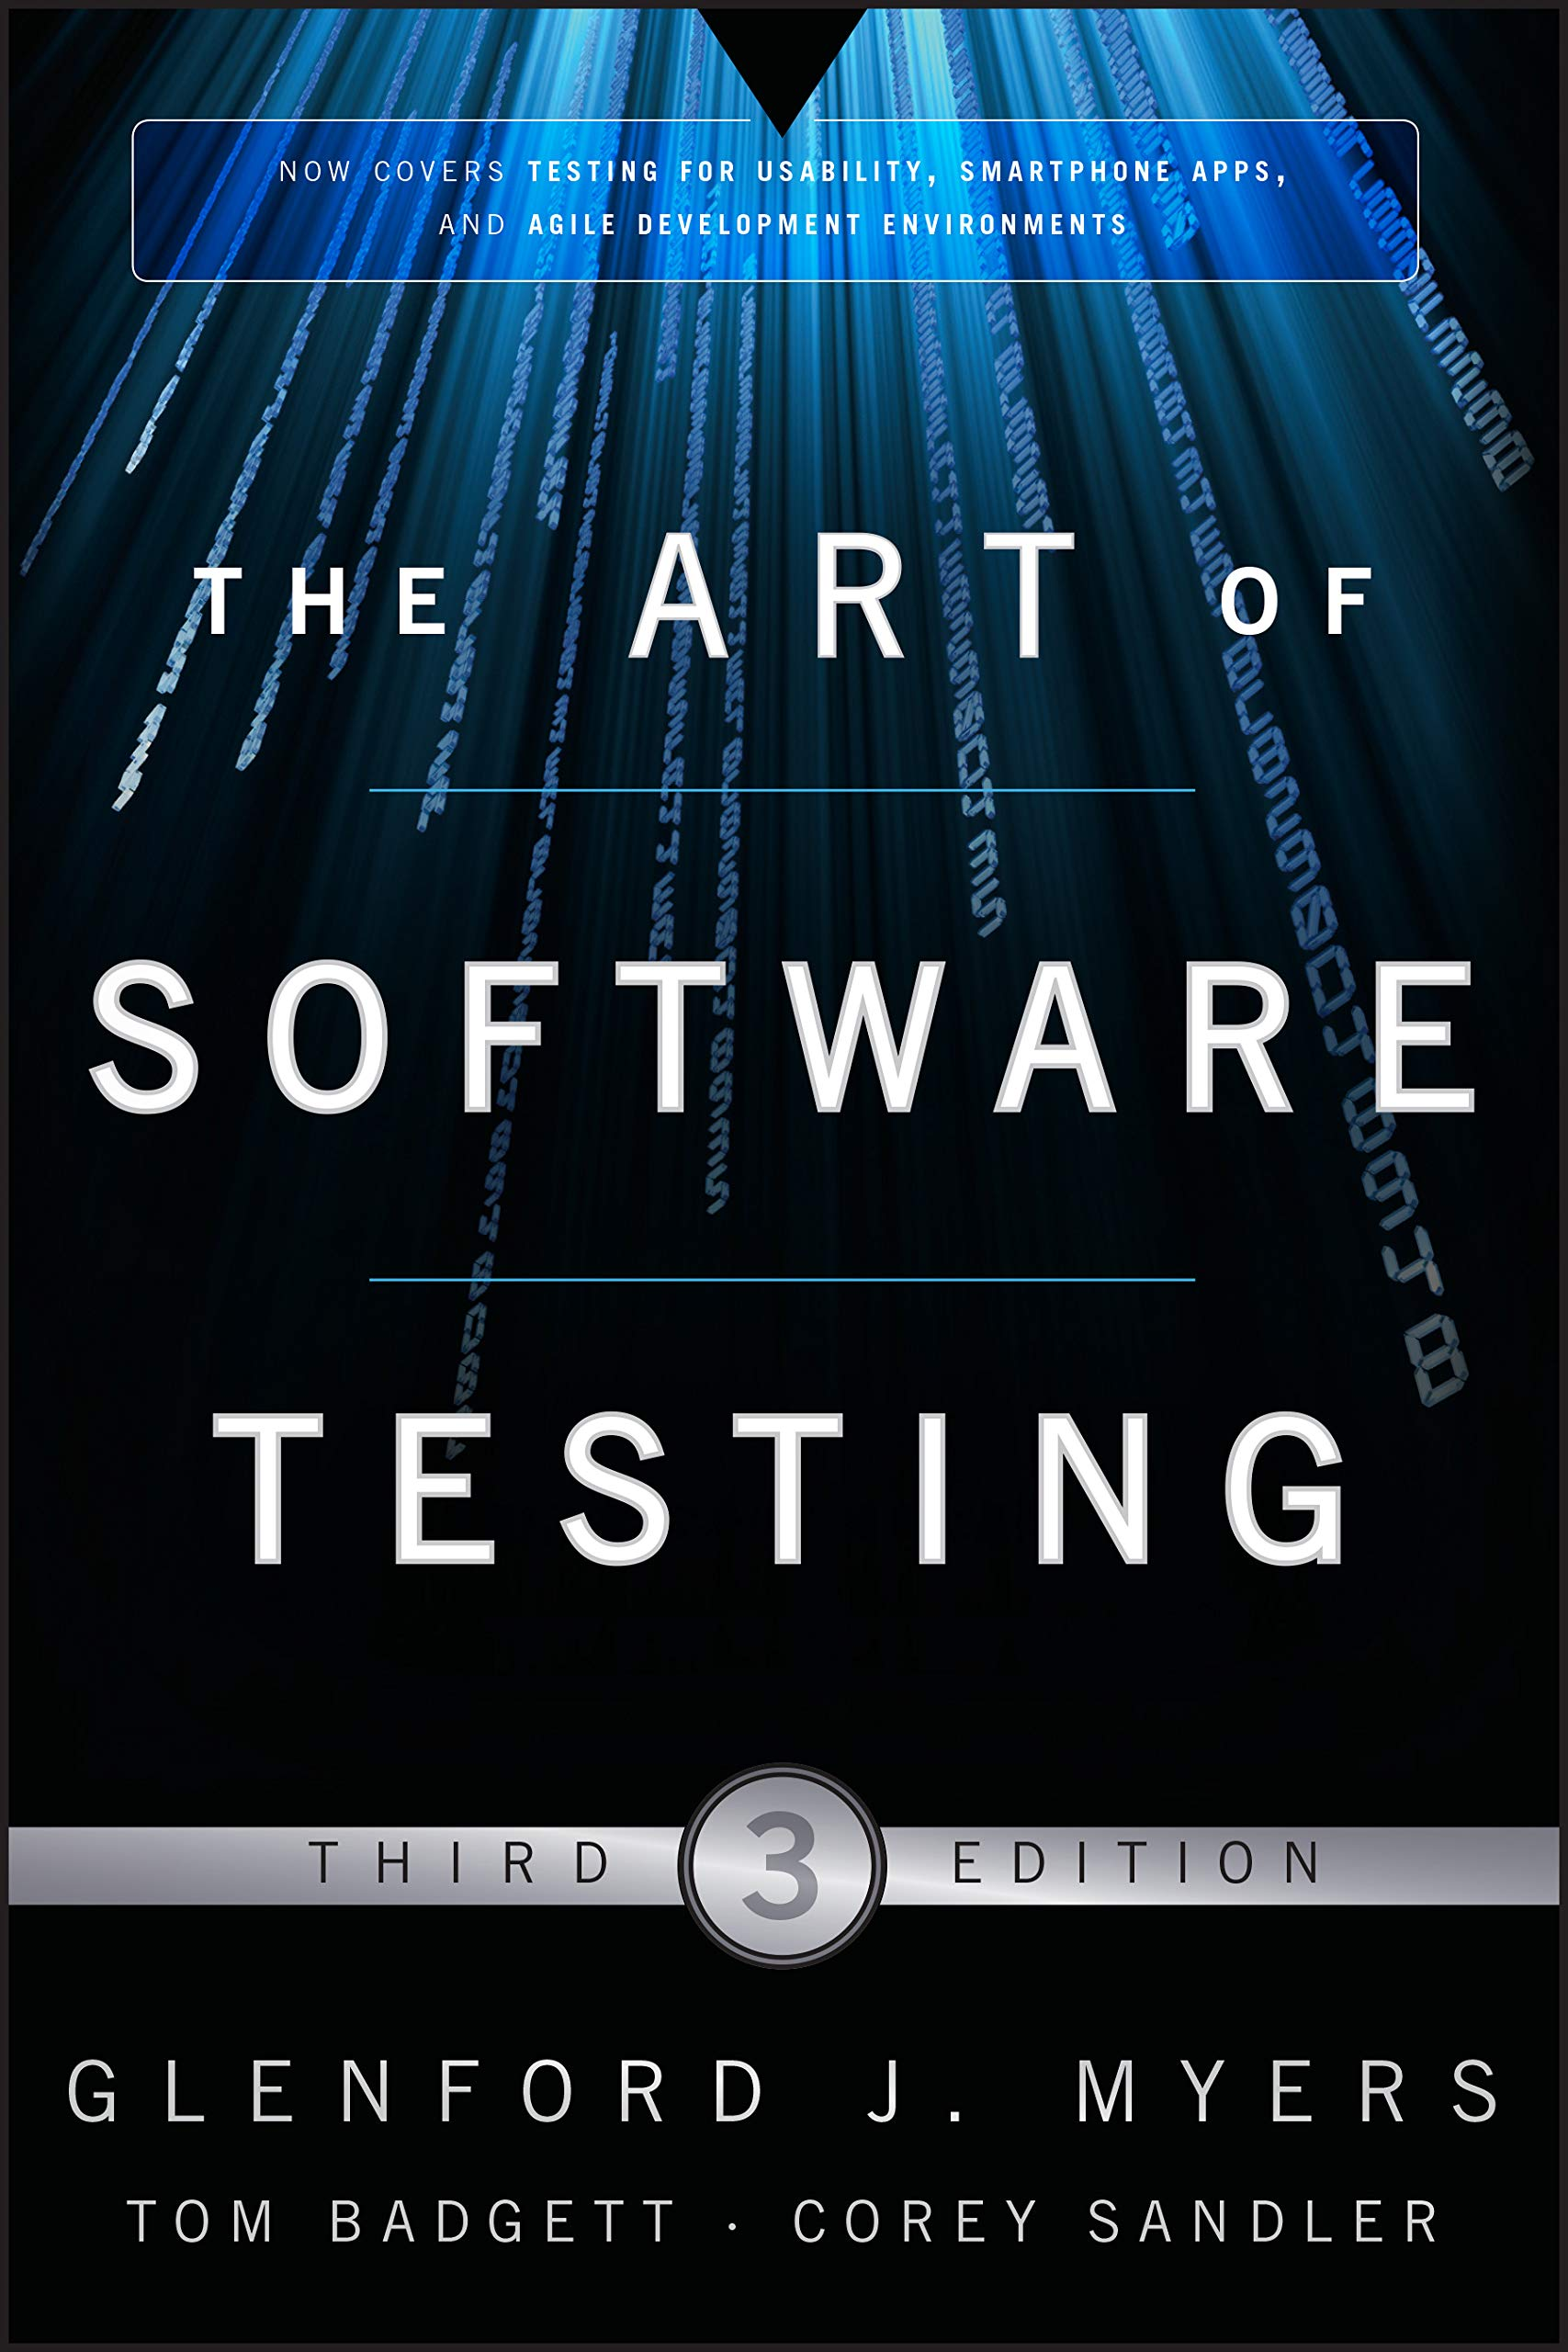 NOW COVERS TESTING FOR USABILITY, SMARTPHONE APPS,
AND AGILE DEVELOPMENT ENVIRONMENTS
THE ART OF
SOFTWARE
TESTING
THIRD 3 EDITION
GLENFORD J. MYERS
TOM BADGETT · COREY SANDLER